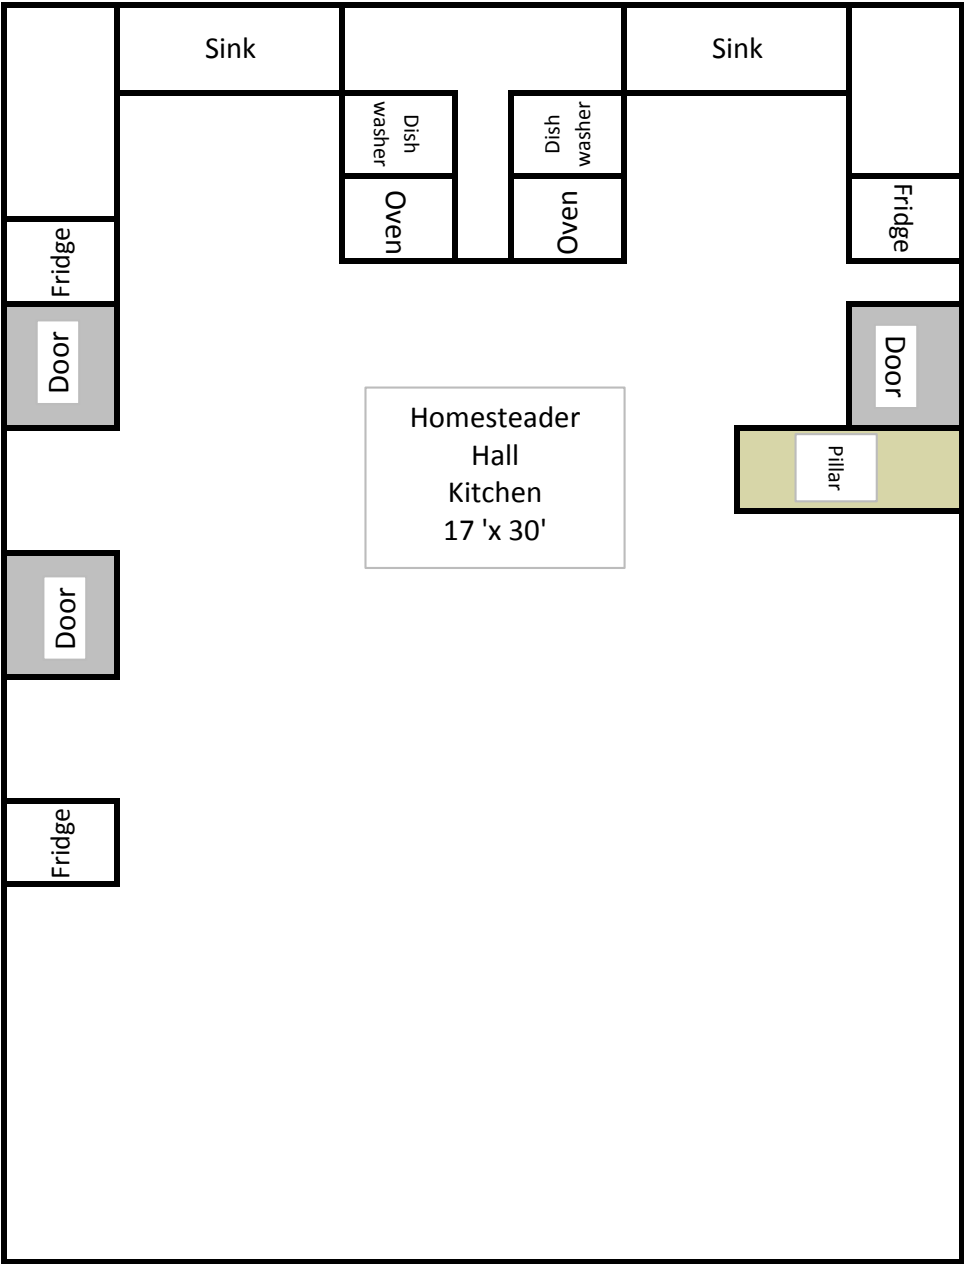 Sink
Sink
Dish
washer
Dish
washer
Oven
Oven
Fridge
Fridge
Door
Door
Homesteader
Hall
Kitchen
17 'x 30'
Pillar
Door
Fridge